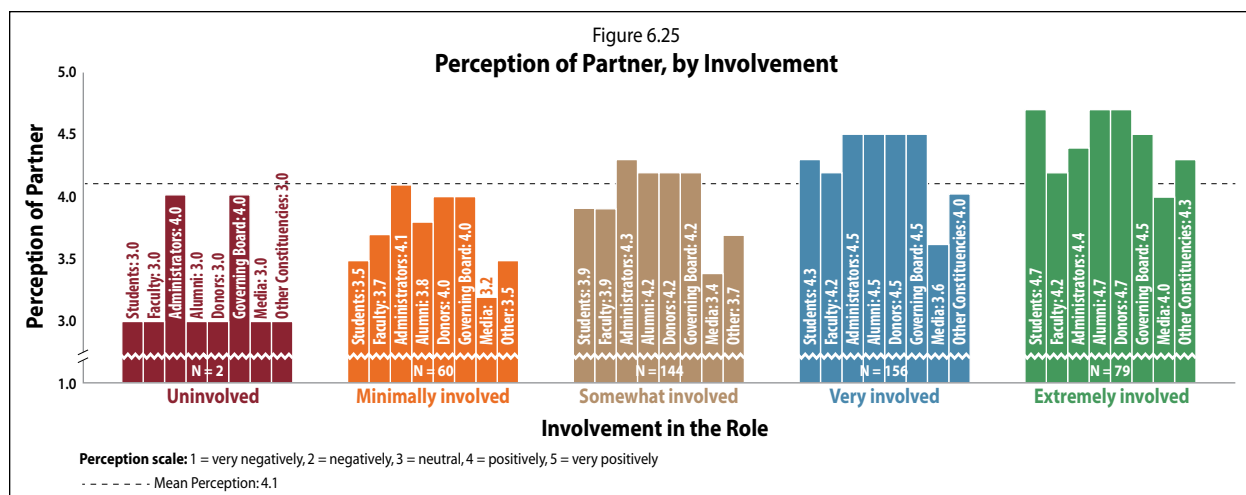 Figure 6.25
Perception of Partner, by Involvement
Perception of Partner
5.0
4.5
4.0
3.5
3.0
1.0
Students: 3.0
Faculty: 3.0
Administrators: 4.0
Alumni: 3.0
Donors: 3.0
Governing Board: 4.0
Media: 3.0
Other Constituencies: 3.0
N = 2
Uninvolved
Students: 3.5
Faculty: 3.7
Administrators: 4.1
Alumni: 3.8
Donors: 4.0
Governing Board: 4.0
Media: 3.2
Other: 3.5
N = 60
Minimally involved
Students: 3.9
Faculty: 3.9
Administrators: 4.3
Alumni: 4.2
Donors: 4.2
Governing Board: 4.2
Media: 3.4
Other: 3.7
N = 144
Somewhat involved
Students: 4.3
Faculty: 4.2
Administrators: 4.5
Alumni: 4.5
Donors: 4.5
Governing Board: 4.5
Media: 3.6
Other Constituencies: 4.0
N = 156
Very involved
Students: 4.7
Faculty: 4.2
Administrators: 4.4
Alumni: 4.7
Donors: 4.7
Governing Board: 4.5
Media: 4.0
Other Constituencies: 4.3
N = 79
Extremely involved
Involvement in the Role
Perception scale: 1 = very negatively, 2 = negatively, 3 = neutral, 4 = positively, 5 = very positively
Mean Perception: 4.1